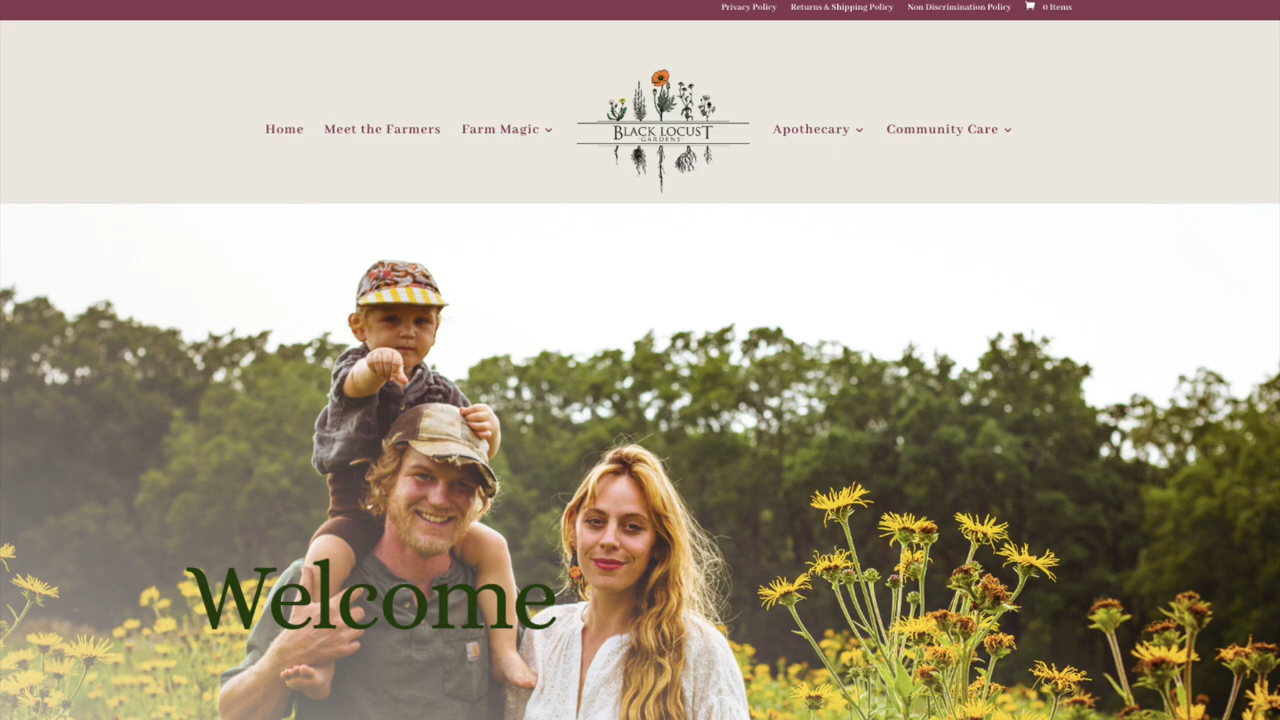 Privacy Policy Returns & Shipping Policy Non Discrimination Policy 0 Items
Home Meet the Farmers Farm Magic Apothecary Community Care
BLACK LOCUST
GARDENS
Welcome